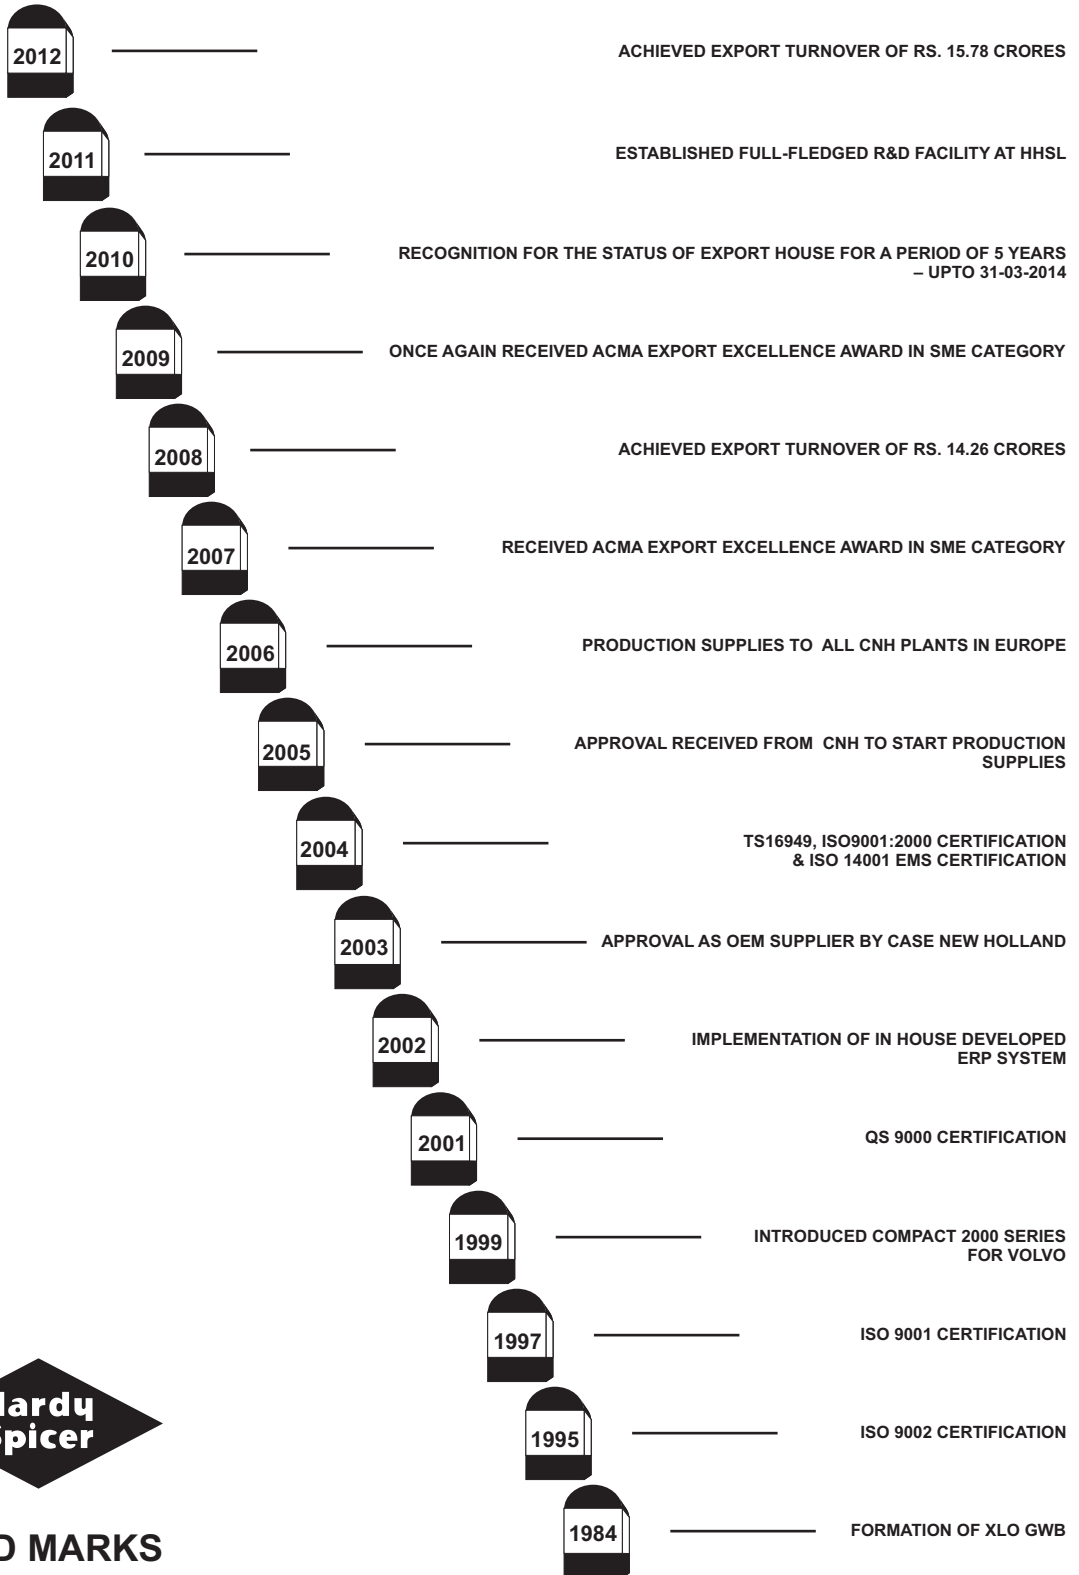 2012
ACHIEVED EXPORT TURNOVER OF RS. 15.78 CRORES
2011
ESTABLISHED FULL-FLEDGED R&D FACILITY AT HHSL
2010
RECOGNITION FOR THE STATUS OF EXPORT HOUSE FOR A PERIOD OF 5 YEARS
– UPTO 31-03-2014
2009
ONCE AGAIN RECEIVED ACMA EXPORT EXCELLENCE AWARD IN SME CATEGORY
2008
ACHIEVED EXPORT TURNOVER OF RS. 14.26 CRORES
2007
RECEIVED ACMA EXPORT EXCELLENCE AWARD IN SME CATEGORY
2006
PRODUCTION SUPPLIES TO ALL CNH PLANTS IN EUROPE
2005
APPROVAL RECEIVED FROM CNH TO START PRODUCTION
SUPPLIES
2004
TS16949, ISO9001:2000 CERTIFICATION
& ISO 14001 EMS CERTIFICATION
2003
APPROVAL AS OEM SUPPLIER BY CASE NEW HOLLAND
2002
IMPLEMENTATION OF IN HOUSE DEVELOPED
ERP SYSTEM
2001
QS 9000 CERTIFICATION
1999
INTRODUCED COMPACT 2000 SERIES
FOR VOLVO
1997
ISO 9001 CERTIFICATION
1995
ISO 9002 CERTIFICATION
1984
FORMATION OF XLO GWB
Hardy
Spicer
D MARKS